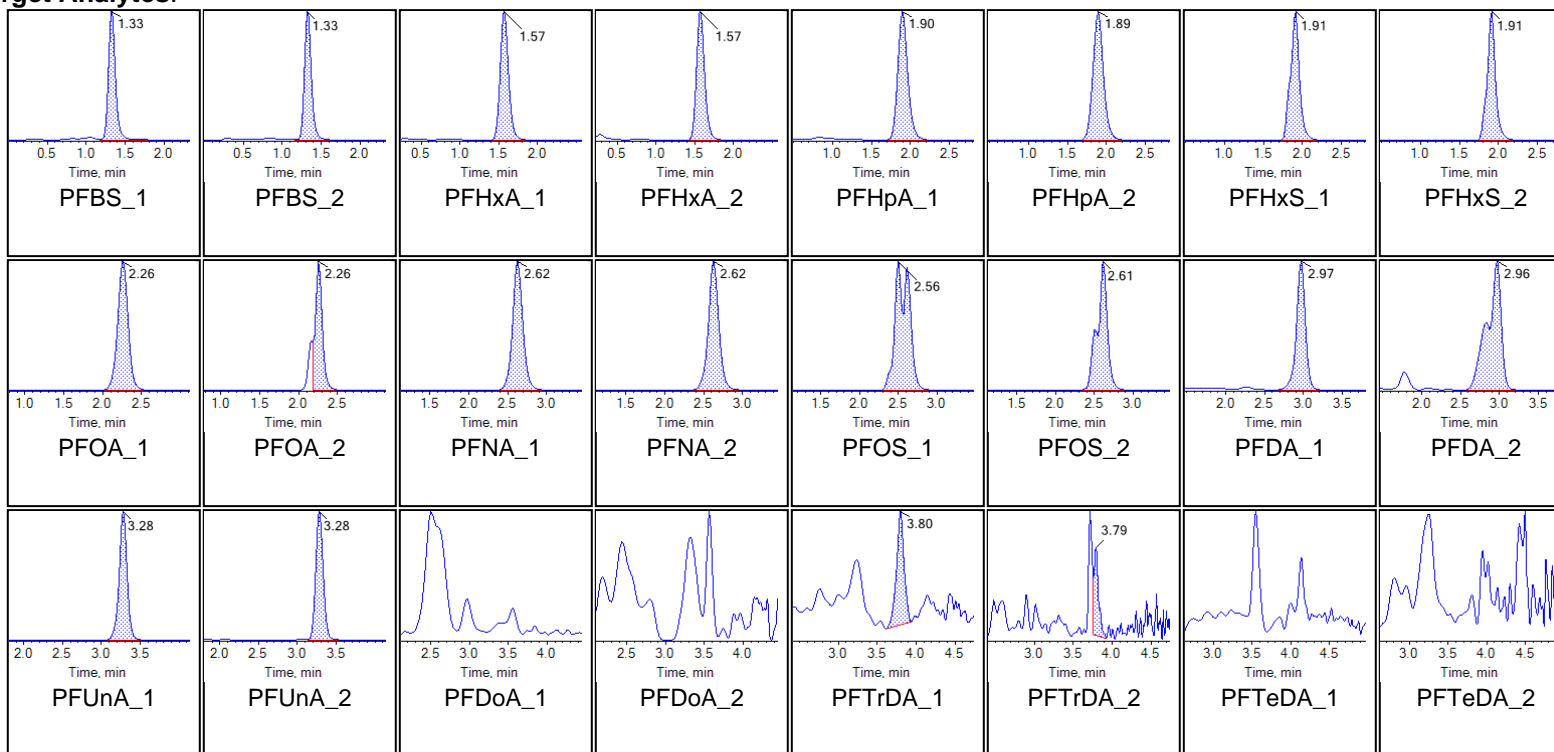 rget Analytes:
1.33 1.33 1.57 1.57 1.90 1.89 1.91 1.91
0.5 1.0 1.5 2.0 0.5 1.0 1.5 2.0 0.5 1.0 1.5 2.0 0.5 1.0 1.5 2.0 1.0 1.5 2.0 2.5 1.0 1.5 2.0 2.5 1.0 1.5 2.0 2.5 1.0 1.5 2.0 2.5
Time, min Time, min Time, min Time, min Time, min Time, min Time, min Time, min
PFBS_1 PFBS_2 PFHxA_1 PFHxA_2 PFHpA_1 PFHpA_2 PFHxS_1 PFHxS_2
2.26 2.26 2.62 2.62 2.56 2.61 2.97 2.96
1.0 1.5 2.0 2.5 1.0 1.5 2.0 2.5 1.5 2.0 2.5 3.0 1.5 2.0 2.5 3.0 1.5 2.0 2.5 3.0 1.5 2.0 2.5 3.0 2.0 2.5 3.0 3.5 2.0 2.5 3.0 3.5
Time, min Time, min Time, min Time, min Time, min Time, min Time, min Time, min
PFOA_1 PFOA_2 PFNA_1 PFNA_2 PFOS_1 PFOS_2 PFDA_1 PFDA_2
3.28 3.28 3.80 3.79
2.0 2.5 3.0 3.5 2.0 2.5 3.0 3.5 2.5 3.0 3.5 4.0 2.5 3.0 3.5 4.0 3.0 3.5 4.0 4.5 3.0 3.5 4.0 4.5 3.0 3.5 4.0 4.5 3.0 3.5 4.0 4.5
Time, min Time, min Time, min Time, min Time, min Time, min Time, min Time, min
PFUnA_1 PFUnA_2 PFDoA_1 PFDoA_2 PFTrDA_1 PFTrDA_2 PFTeDA_1 PFTeDA_2